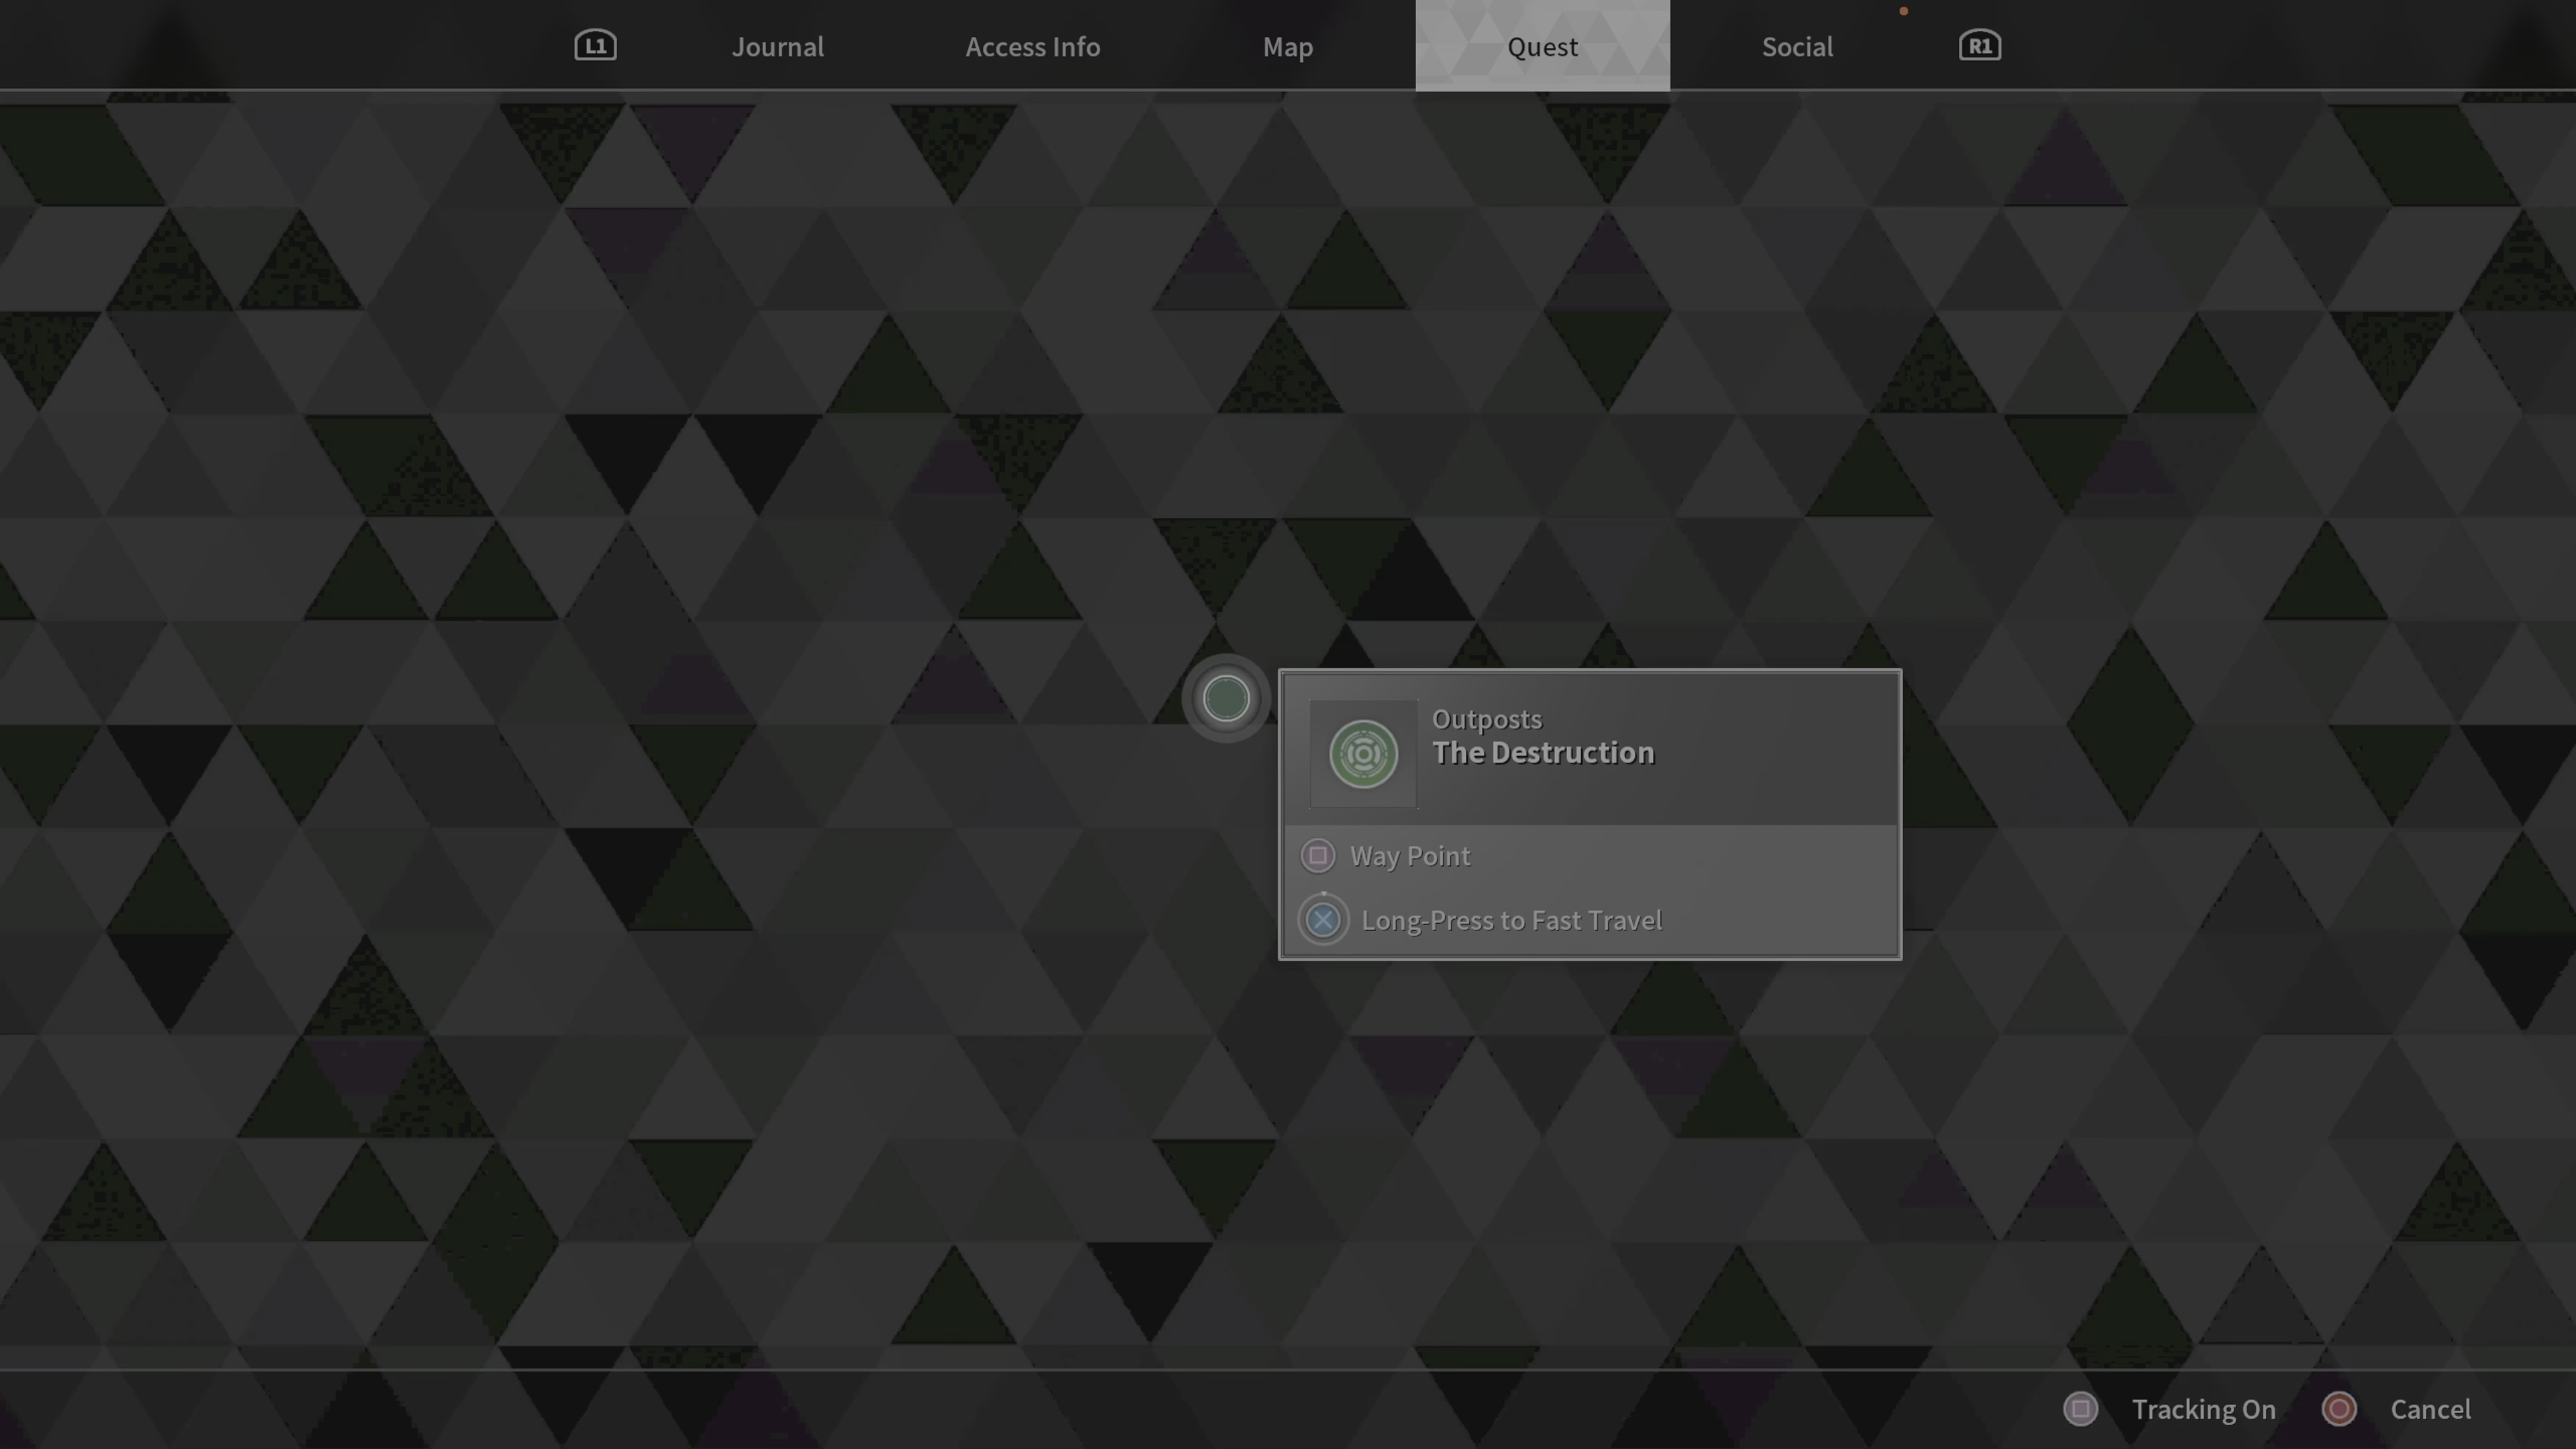 L1 Journal Access Info Map Quest Social R1
Outposts
The Destruction
Way Point
Long-Press to Fast Travel
Tracking On Cancel